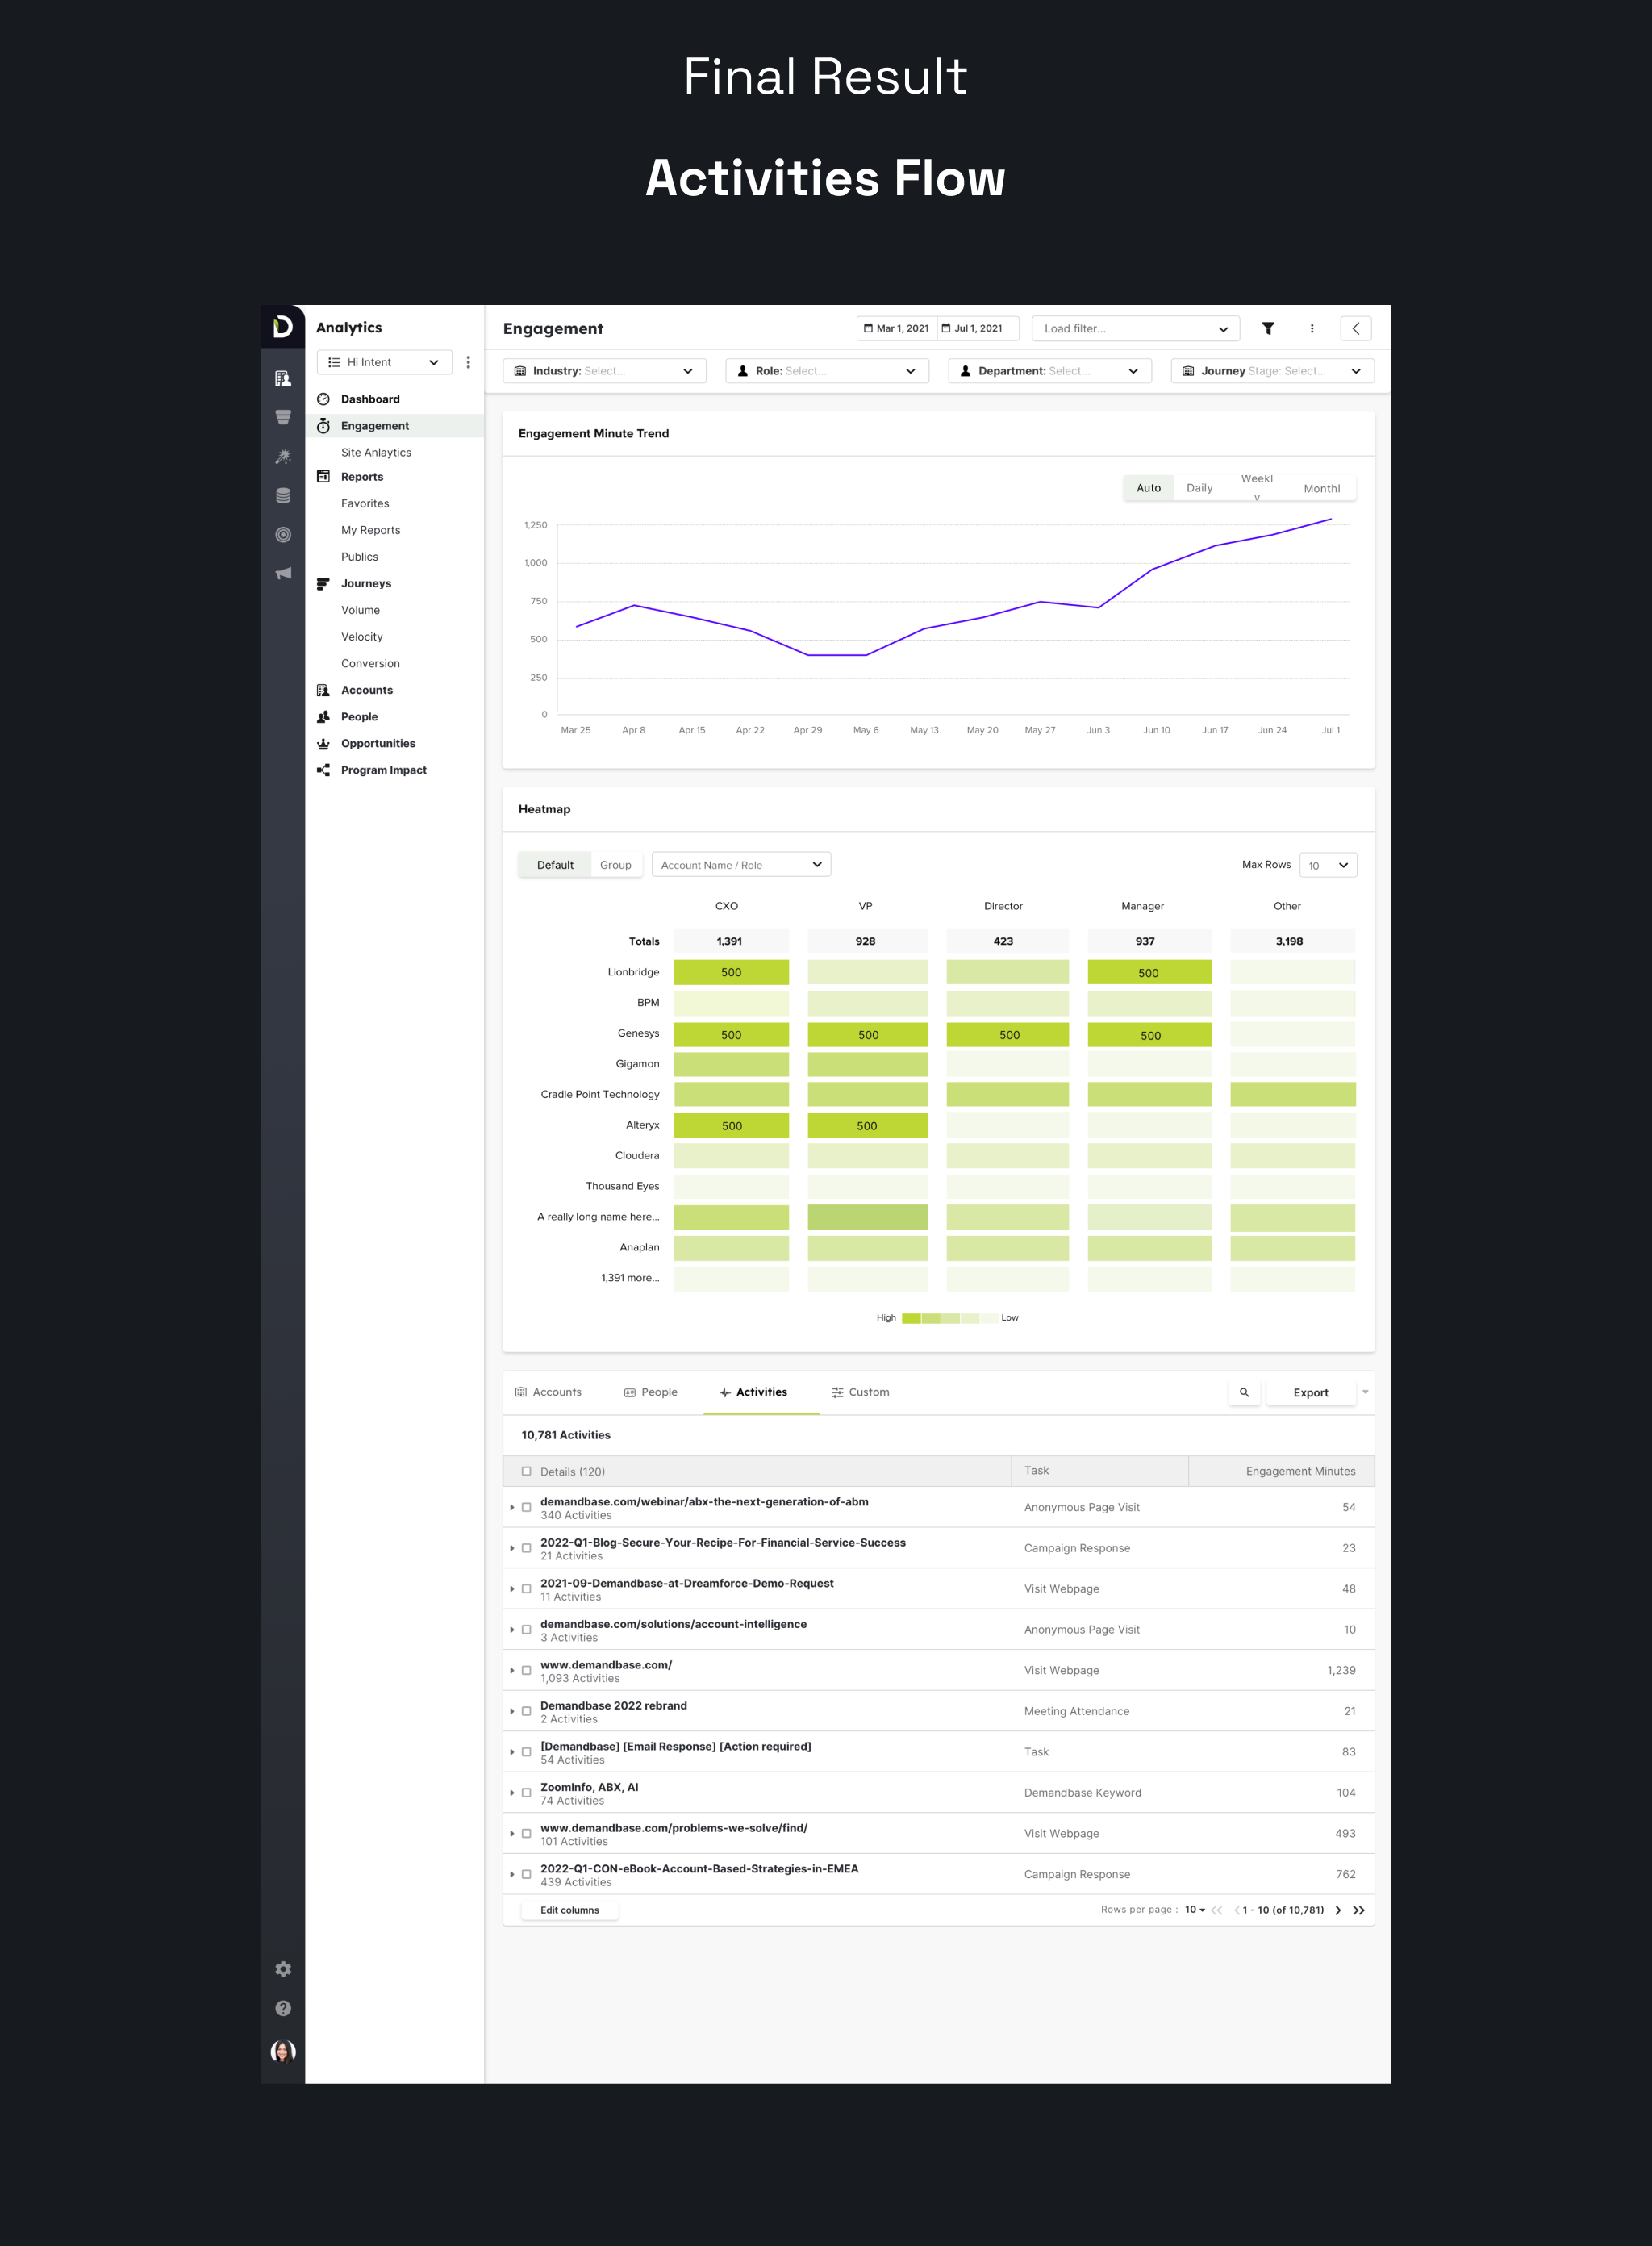 Final Result
Activities Flow
Analytics
Hi Intent
Dashboard
Engagement
Site Anlaytics
Reports
Favorites
My Reports
Publics
Journeys
Volume
Velocity
Conversion
Accounts
People
Opportunities
Program Impact
Engagement
Mar 1, 2021
Jul 1, 2021
Load filter...
Industry: Select...
Role: Select...
Department: Select...
Journey Stage: Select...
Engagement Minute Trend
Auto
Daily
Weekl
y
Monthl
1,250
1,000
750
500
250
0
Mar 25 Apr 8 Apr 15 Apr 22 Apr 29 May 6 May 13 May 20 May 27 Jun 3 Jun 10 Jun 17 Jun 24 Jul 1
Heatmap
Default
Group
Account Name / Role
Max Rows 10
CXO VP Director Manager Other
Totals 1,391 928 423 937 3,198
Lionbridge 500 500
BPM
Genesys 500 500 500 500
Gigamon
Cradle Point Technology
Alteryx 500 500
Cloudera
Thousand Eyes
A really long name here...
Anaplan
1,391 more...
High Low
Accounts
People
Activities
Custom
Export
10,781 Activities
Details (120) Task Engagement Minutes
demandbase.com/webinar/abx-the-next-generation-of-abm
340 Activities
Anonymous Page Visit 54
2022-Q1-Blog-Secure-Your-Recipe-For-Financial-Service-Success
21 Activities
Campaign Response 23
2021-09-Demandbase-at-Dreamforce-Demo-Request
11 Activities
Visit Webpage 48
demandbase.com/solutions/account-intelligence
3 Activities
Anonymous Page Visit 10
www.demandbase.com/
1,093 Activities
Visit Webpage 1,239
Demandbase 2022 rebrand
2 Activities
Meeting Attendance 21
[Demandbase] [Email Response] [Action required]
54 Activities
Task 83
ZoomInfo, ABX, AI
74 Activities
Demandbase Keyword 104
www.demandbase.com/problems-we-solve/find/
101 Activities
Visit Webpage 493
2022-Q1-CON-eBook-Account-Based-Strategies-in-EMEA
439 Activities
Campaign Response 762
Edit columns
Rows per page : 10
1 - 10 (of 10,781)